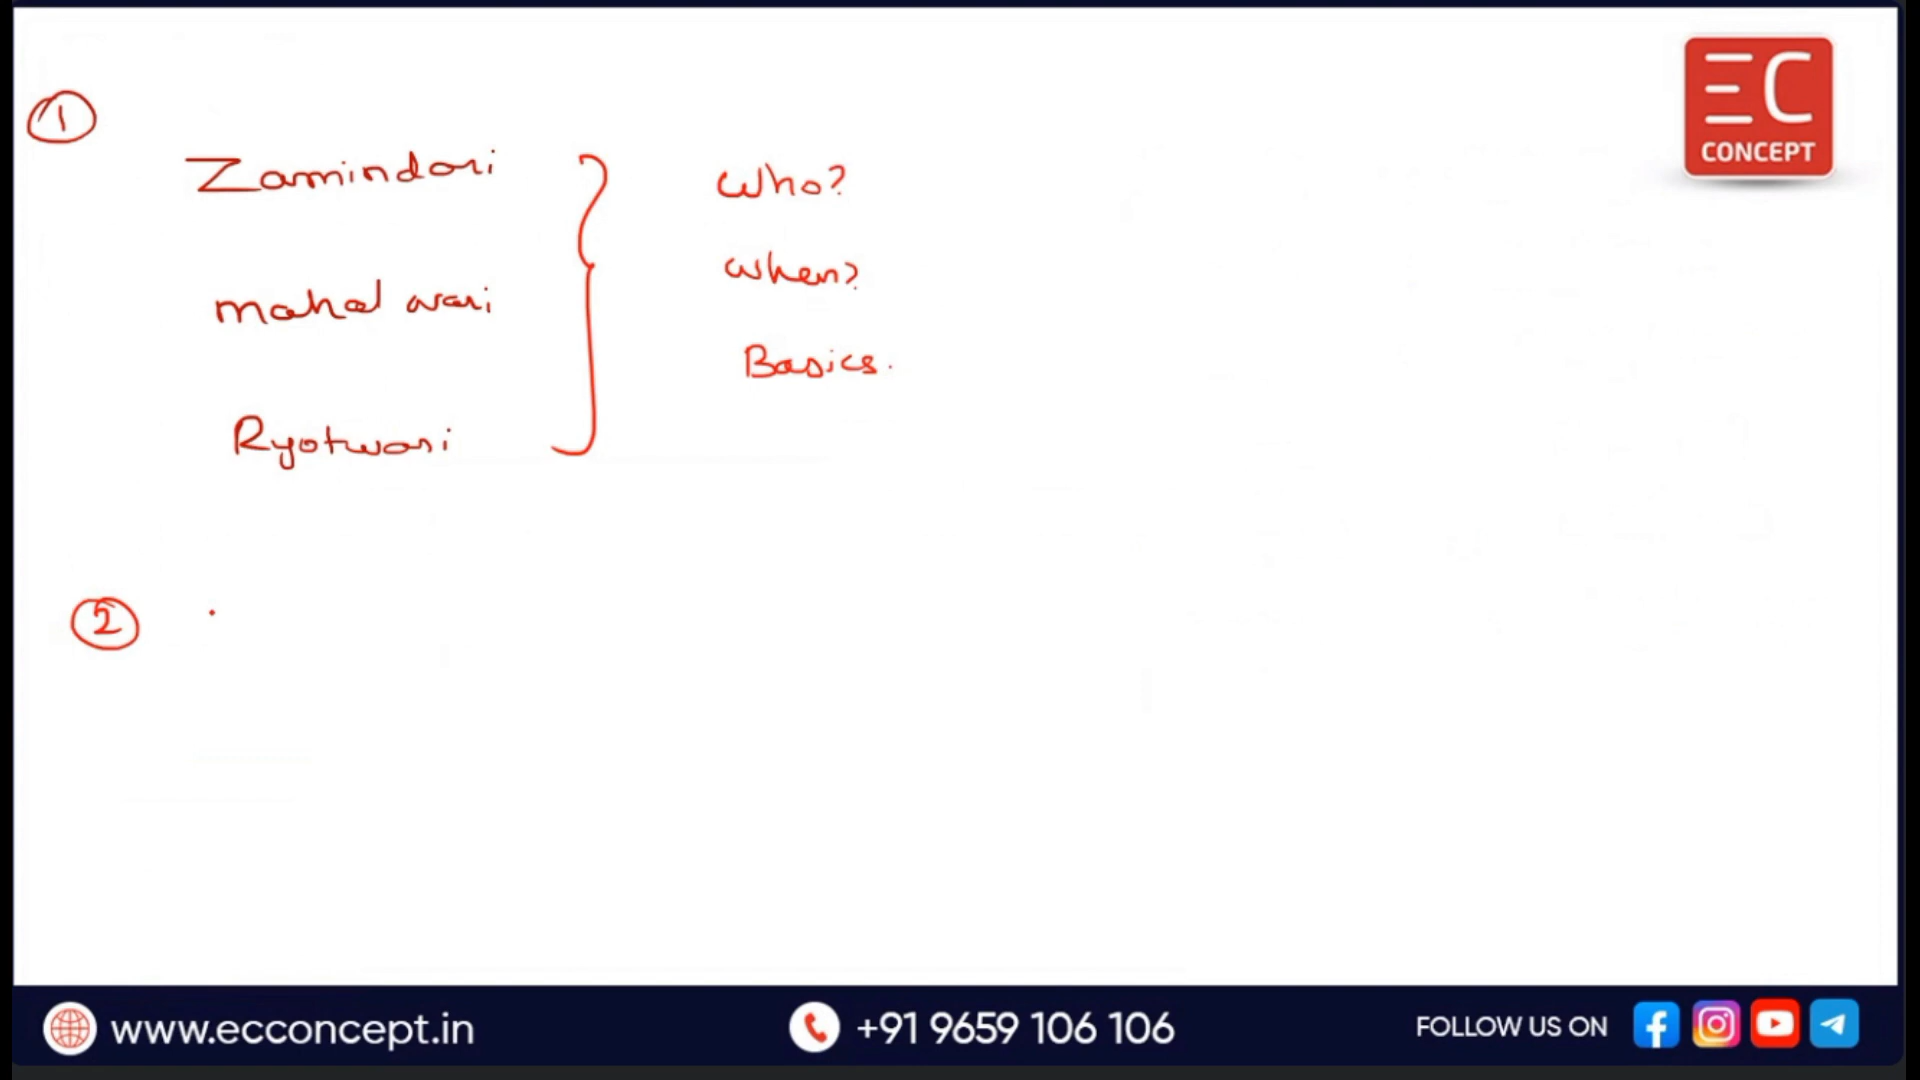 EC
CONCEPT
1
Zamindari
who?
when?
mahal wari
Basics.
Ryotwari
2
www.ecconcept.in
+91 9659 106 106
FOLLOW US ON